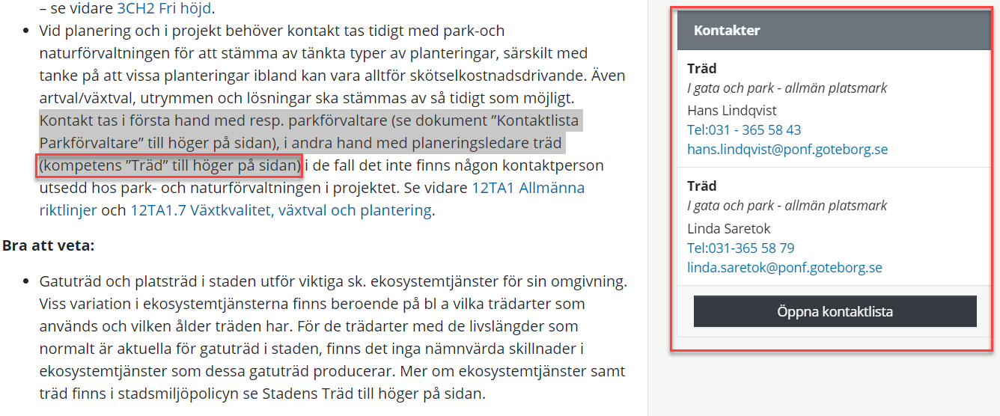 – se vidare 3CH2 Fri höjd.
• Vid planering och i projekt behöver kontakt tas tidigt med park-och
naturförvaltningen för att stämma av tänkta typer av planteringar, särskilt med
tanke på att vissa planteringar ibland kan vara alltför skötselkostnadsdrivande. Även
artval/växtval, utrymmen och lösningar ska stämmas av så tidigt som möjligt.
Kontakt tas i första hand med resp. parkförvaltare (se dokument ”Kontaktlista
Parkförvaltare” till höger på sidan), i andra hand med planeringsledare träd
(kompetens ”Träd” till höger på sidan) i de fall det inte finns någon kontaktperson
utsedd hos park- och naturförvaltningen i projektet. Se vidare 12TA1 Allmänna
riktlinjer och 12TA1.7 Växtkvalitet, växtval och plantering.
Bra att veta:
• Gatuträd och platsträd i staden utför viktiga sk. ekosystemtjänster för sin omgivning.
Viss variation i ekosystemtjänsterna finns beroende på bl a vilka trädarter som
används och vilken ålder träden har. För de trädarter med de livslängder som
normalt är aktuella för gatuträd i staden, finns det inga nämnvärda skillnader i
ekosystemtjänster som dessa gatuträd producerar. Mer om ekosystemtjänster samt
träd finns i stadsmiljöpolicyn se Stadens Träd till höger på sidan.
Kontakter
Träd
I gata och park - allmän platsmark
Hans Lindqvist
Tel:031 - 365 58 43
hans.lindqvist@ponf.goteborg.se
Träd
I gata och park - allmän platsmark
Linda Saretok
Tel:031-365 58 79
linda.saretok@ponf.goteborg.se
Öppna kontaktlista